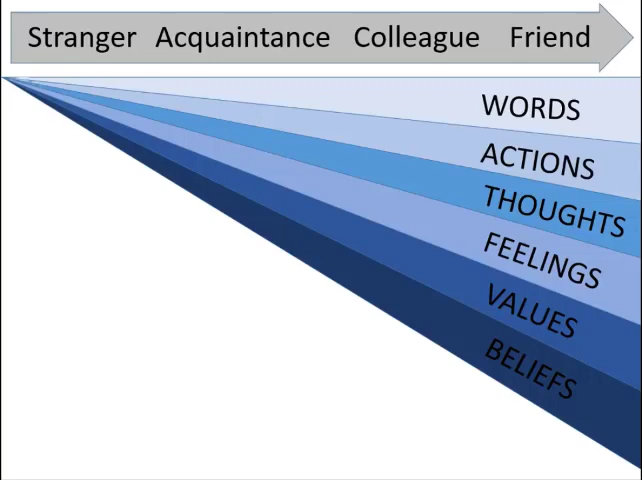 Stranger Acquaintance Colleague Friend
WORDS
ACTIONS
THOUGHTS
FEELINGS
VALUES
BELIEFS